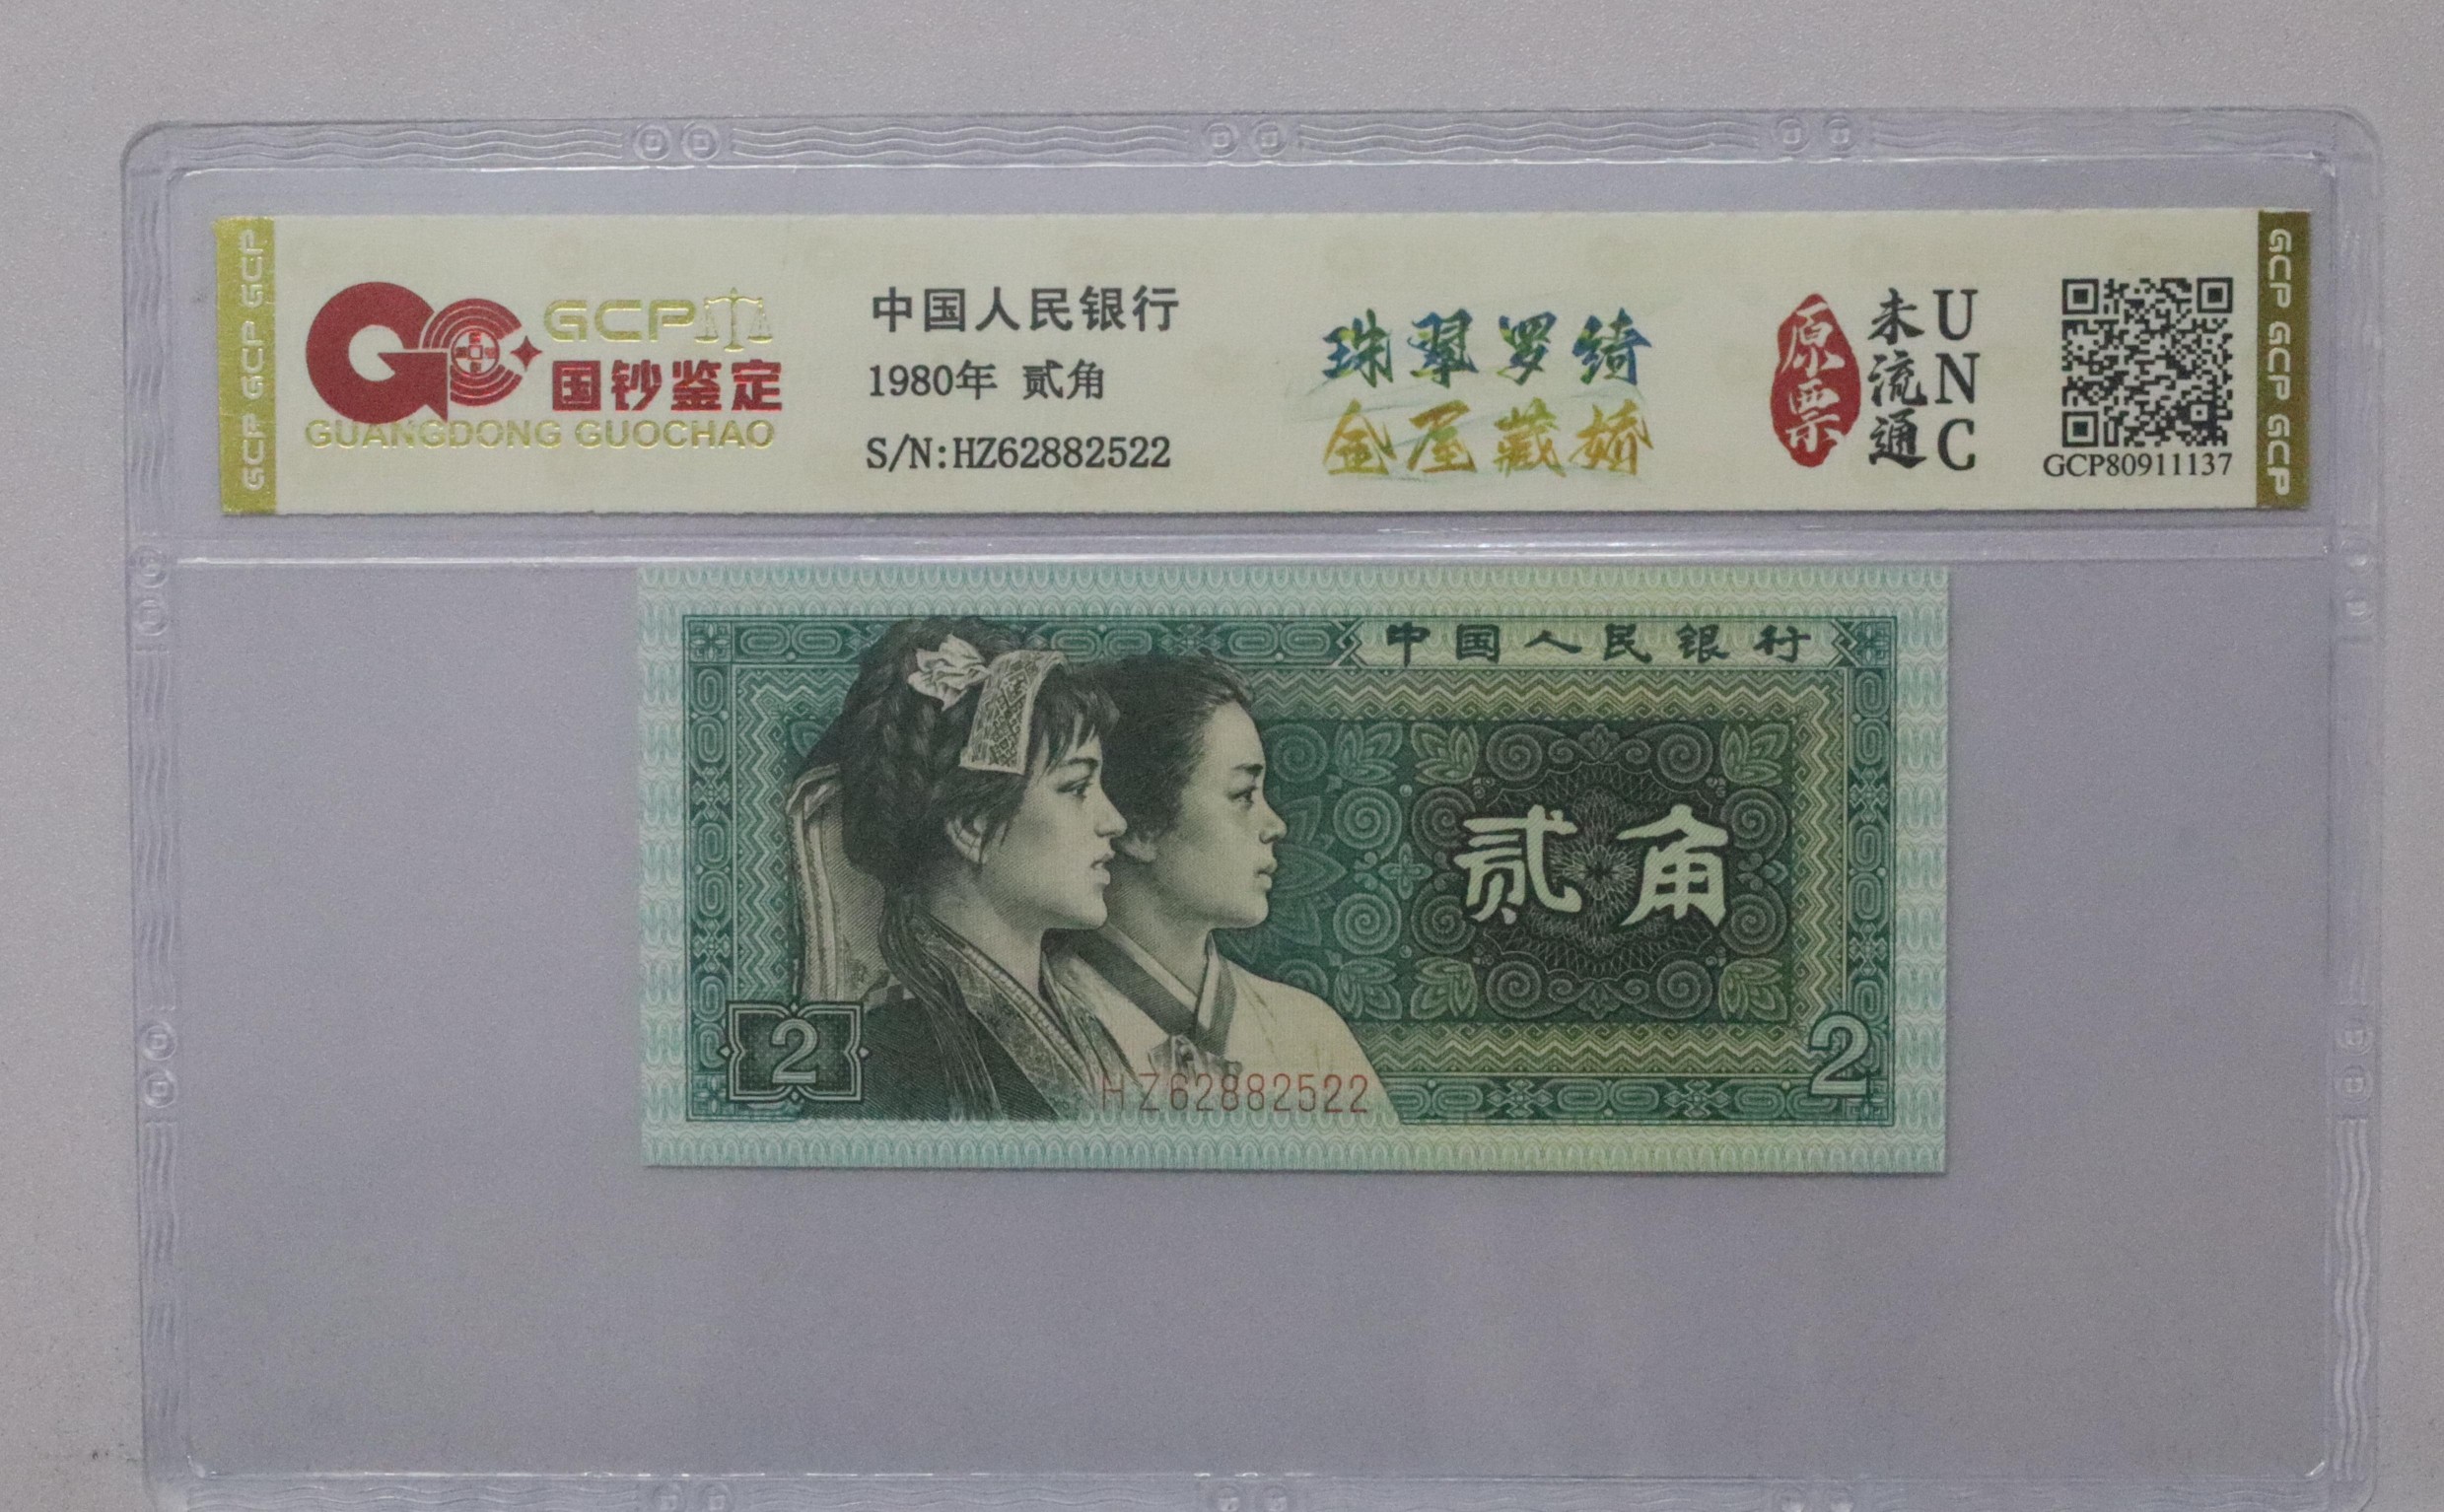 GCP GCP GCP
GCP
国钞鉴定
GUANGDONG GUOCHAO
中国人民银行
1980年 贰角
S/N:HZ62882522
珠翠罗绮
金屋藏娇
原票
未流通
UNC
GCP80911137
GCP GCP GCP
中国人民银行
贰角
2
HZ62882522
2